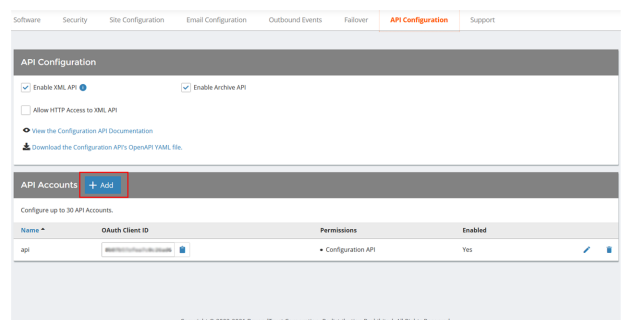 Software Security Site Configuration Email Configuration Outbound Events Failover API Configuration Support
API Configuration
Enable XML API
Enable Archive API
Allow HTTP Access to XML API
View the Configuration API Documentation
Download the Configuration API's OpenAPI YAML file.
API Accounts + Add
Configure up to 30 API Accounts.
Name OAuth Client ID Permissions Enabled
api • Configuration API Yes